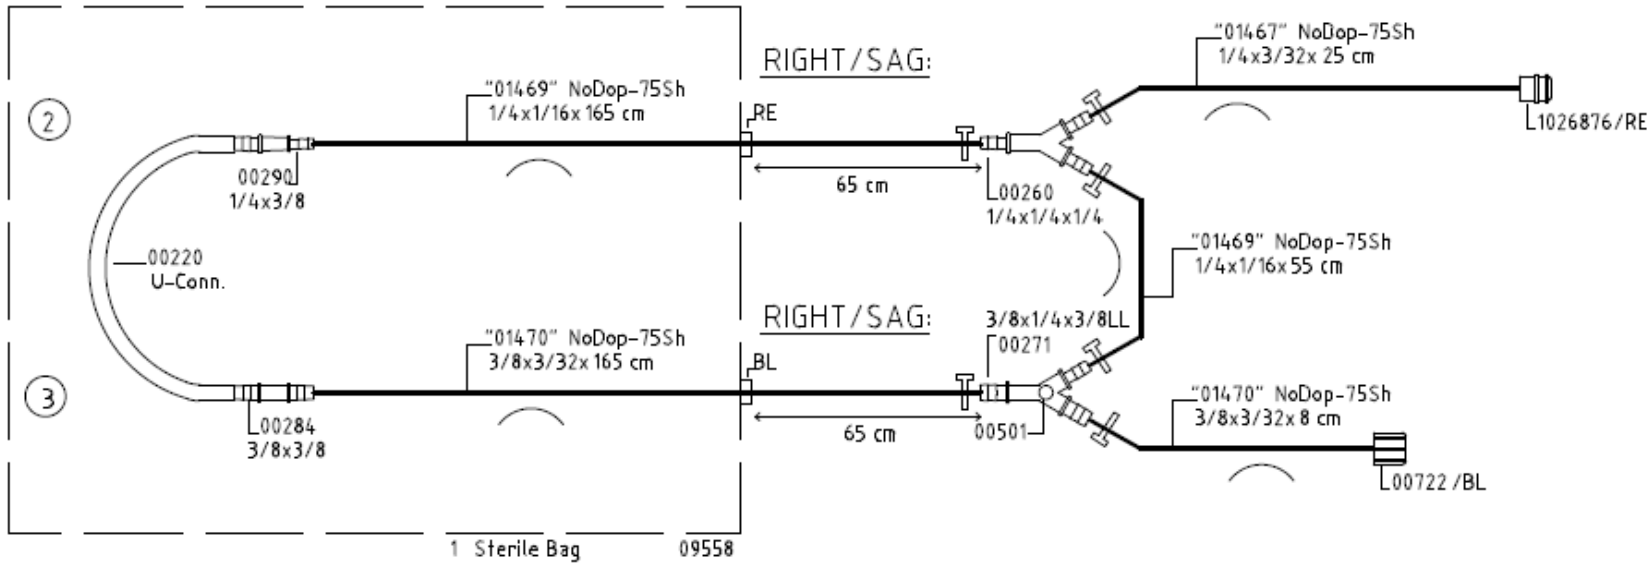 "01467" NoDop-75Sh
1/4x3/32x 25 cm
RIGHT/SAG:
"01469" NoDop-75Sh
1/4x1/16x 165 cm
2
RE
1026876/RE
00290
1/4x3/8
65 cm
00260
1/4x1/4x1/4
00220
U-Conn.
"01469" NoDop-75Sh
1/4x1/16x 55 cm
RIGHT/SAG:
3/8x1/4x3/8LL
00271
"01470" NoDop-75Sh
3/8x3/32x 165 cm
BL
3
"01470" NoDop-75Sh
3/8x3/32x 8 cm
00284
3/8x3/8
65 cm
00501
00722 /BL
1 Sterile Bag 09558